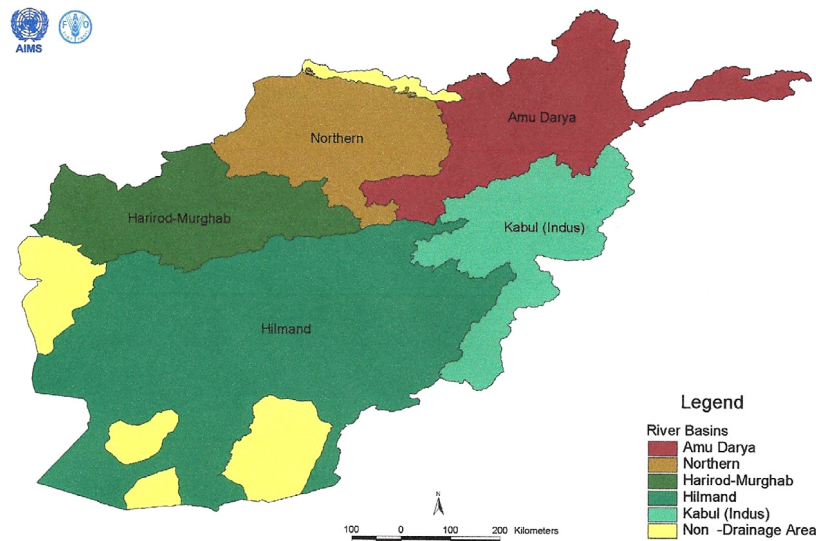 AIMS
F A O
Northern
Amu Darya
Harirod-Murghab
Kabul (Indus)
Hilmand
Legend
River Basins
Amu Darya
Northern
Harirod-Murghab
Hilmand
Kabul (Indus)
Non -Drainage Area
N
100 0 100 200 Kilometers